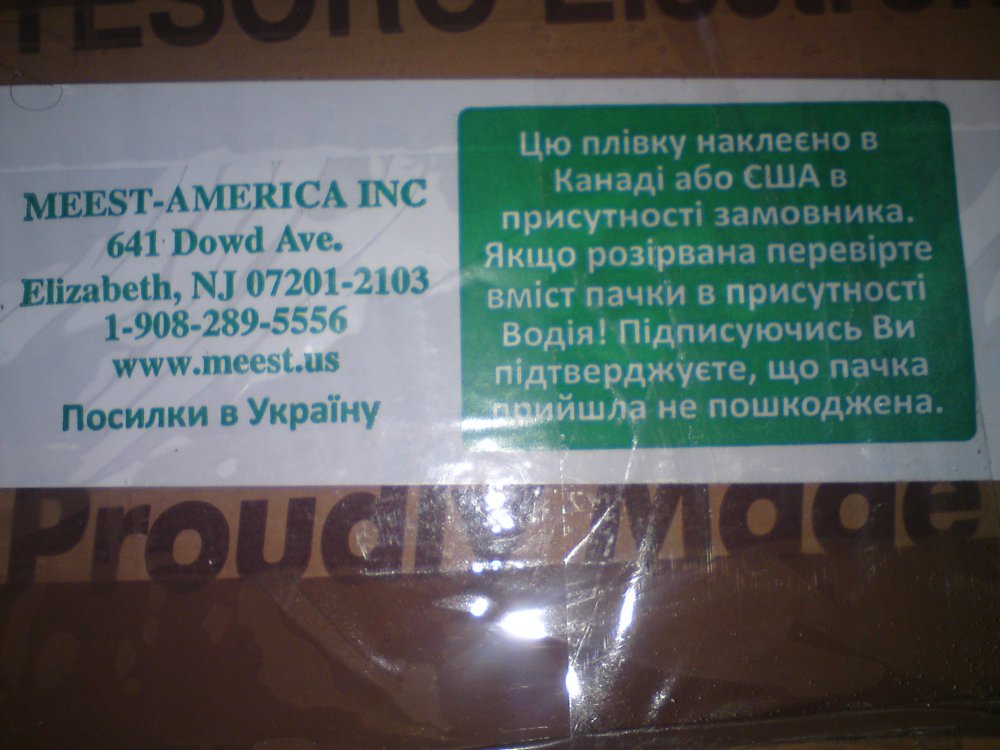 TESORO Electron
MEEST-AMERICA INC
641 Dowd Ave.
Elizabeth, NJ 07201-2103
1-908-289-5556
www.meest.us
Посилки в Україну
Цю плівку наклеєно в
Канаді або США в
присутності замовника.
Якщо розірвана перевірте
вміст пачки в присутності
Водія! Підписуючись Ви
підтверджуєте, що пачка
прийшла не пошкоджена.
Proudly Made